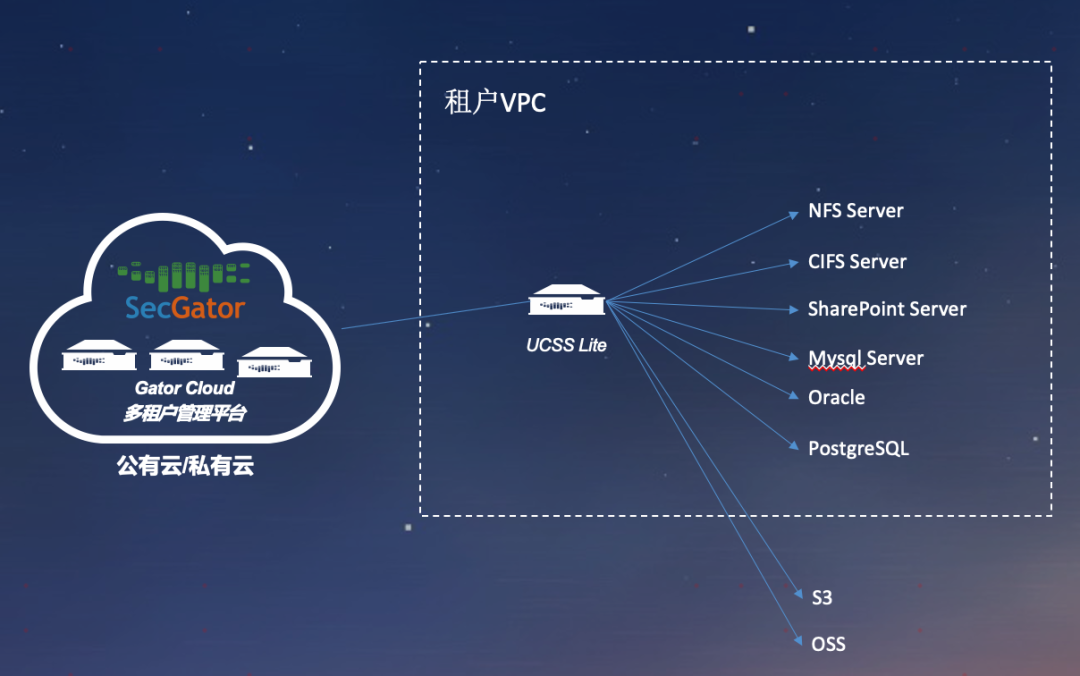 租户VPC
NFS Server
CIFS Server
SharePoint Server
Mysql Server
Oracle
PostgreSQL
UCSS Lite
SecGator
Gator Cloud
多租户管理平台
公有云/私有云
S3
OSS